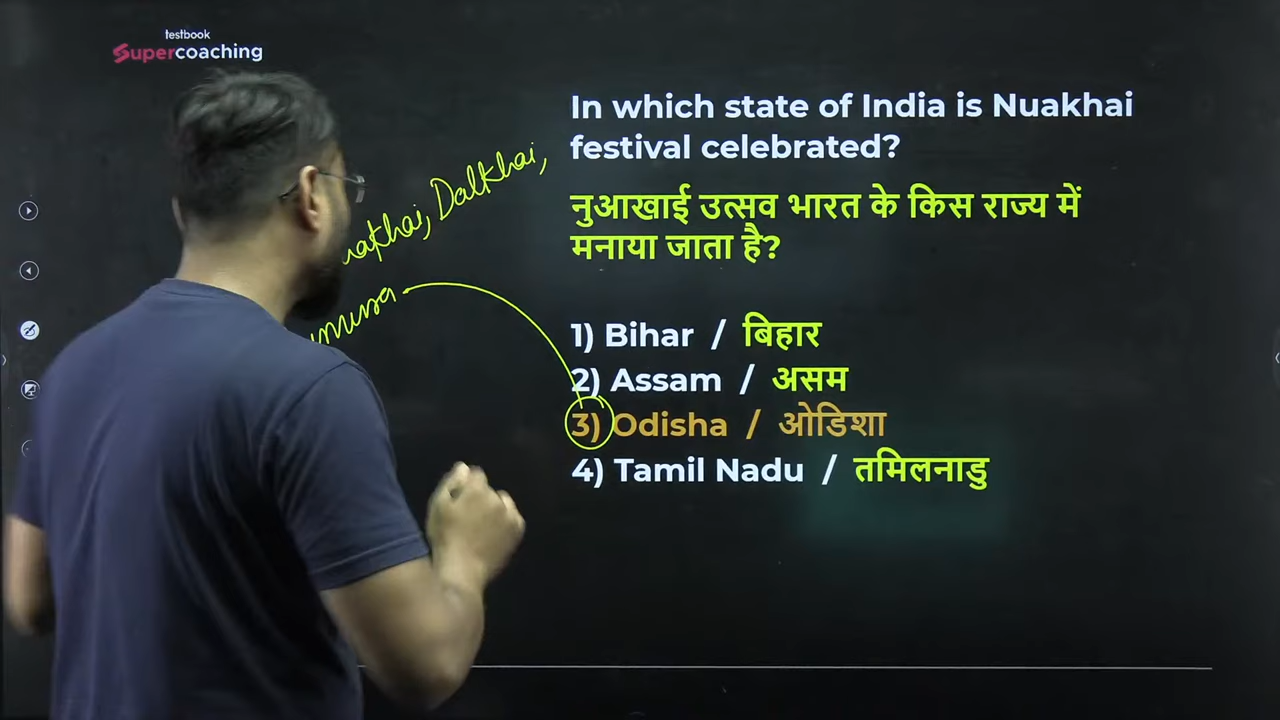 testbook
Supercoaching
In which state of India is Nuakhai
festival celebrated?
नुआखाई उत्सव भारत के किस राज्य में
मनाया जाता है?
Dalkhai,
1) Bihar / बिहार
2) Assam / असम
3) Odisha / ओडिशा
4) Tamil Nadu / तमिलनाडु